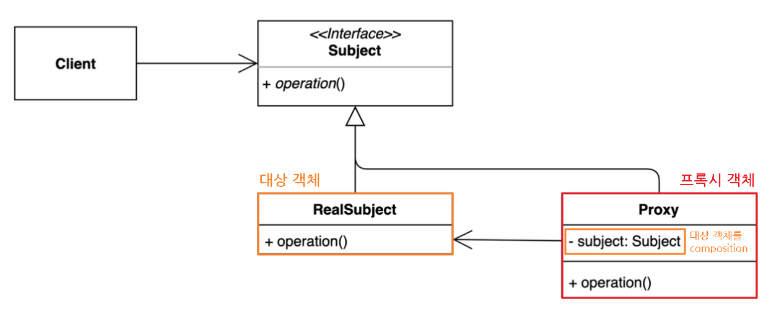 <<Interface>>
Subject
Client
+ operation()
대상 객체
프록시 객체
RealSubject
Proxy
+ operation()
- subject: Subject
대상 객체를
composition
+ operation()